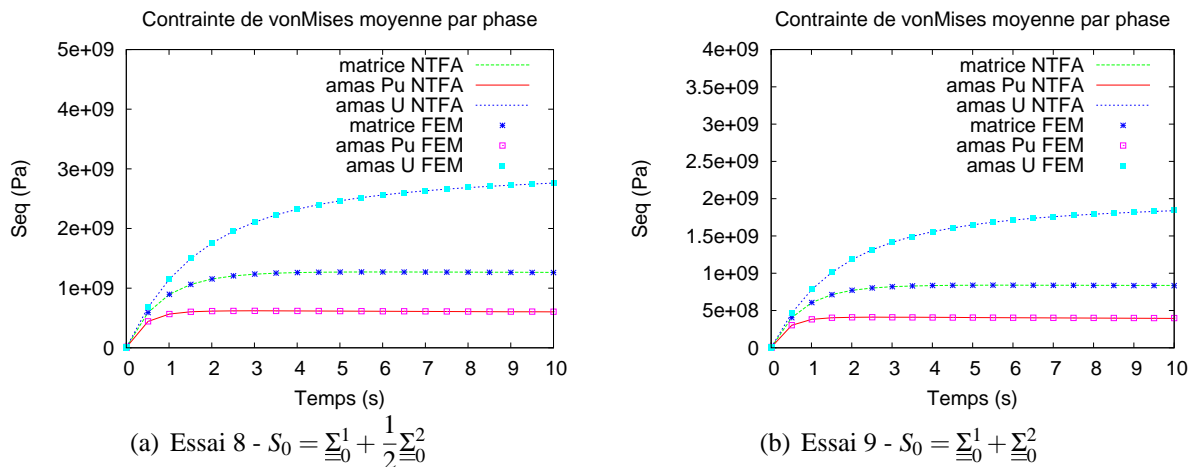 Contrainte de vonMises moyenne par phase
5e+09
4e+09
3e+09
2e+09
1e+09
0
Seq (Pa)
matrice NTFA
amas Pu NTFA
amas U NTFA
matrice FEM
amas Pu FEM
amas U FEM
0 1 2 3 4 5 6 7 8 9 10
Temps (s)
(a) Essai 8 - S₀ = Σ₀¹ + 1/2 Σ₀²
Contrainte de vonMises moyenne par phase
4e+09
3.5e+09
3e+09
2.5e+09
2e+09
1.5e+09
1e+09
5e+08
0
Seq (Pa)
matrice NTFA
amas Pu NTFA
amas U NTFA
matrice FEM
amas Pu FEM
amas U FEM
0 1 2 3 4 5 6 7 8 9 10
Temps (s)
(b) Essai 9 - S₀ = Σ₀¹ + Σ₀²